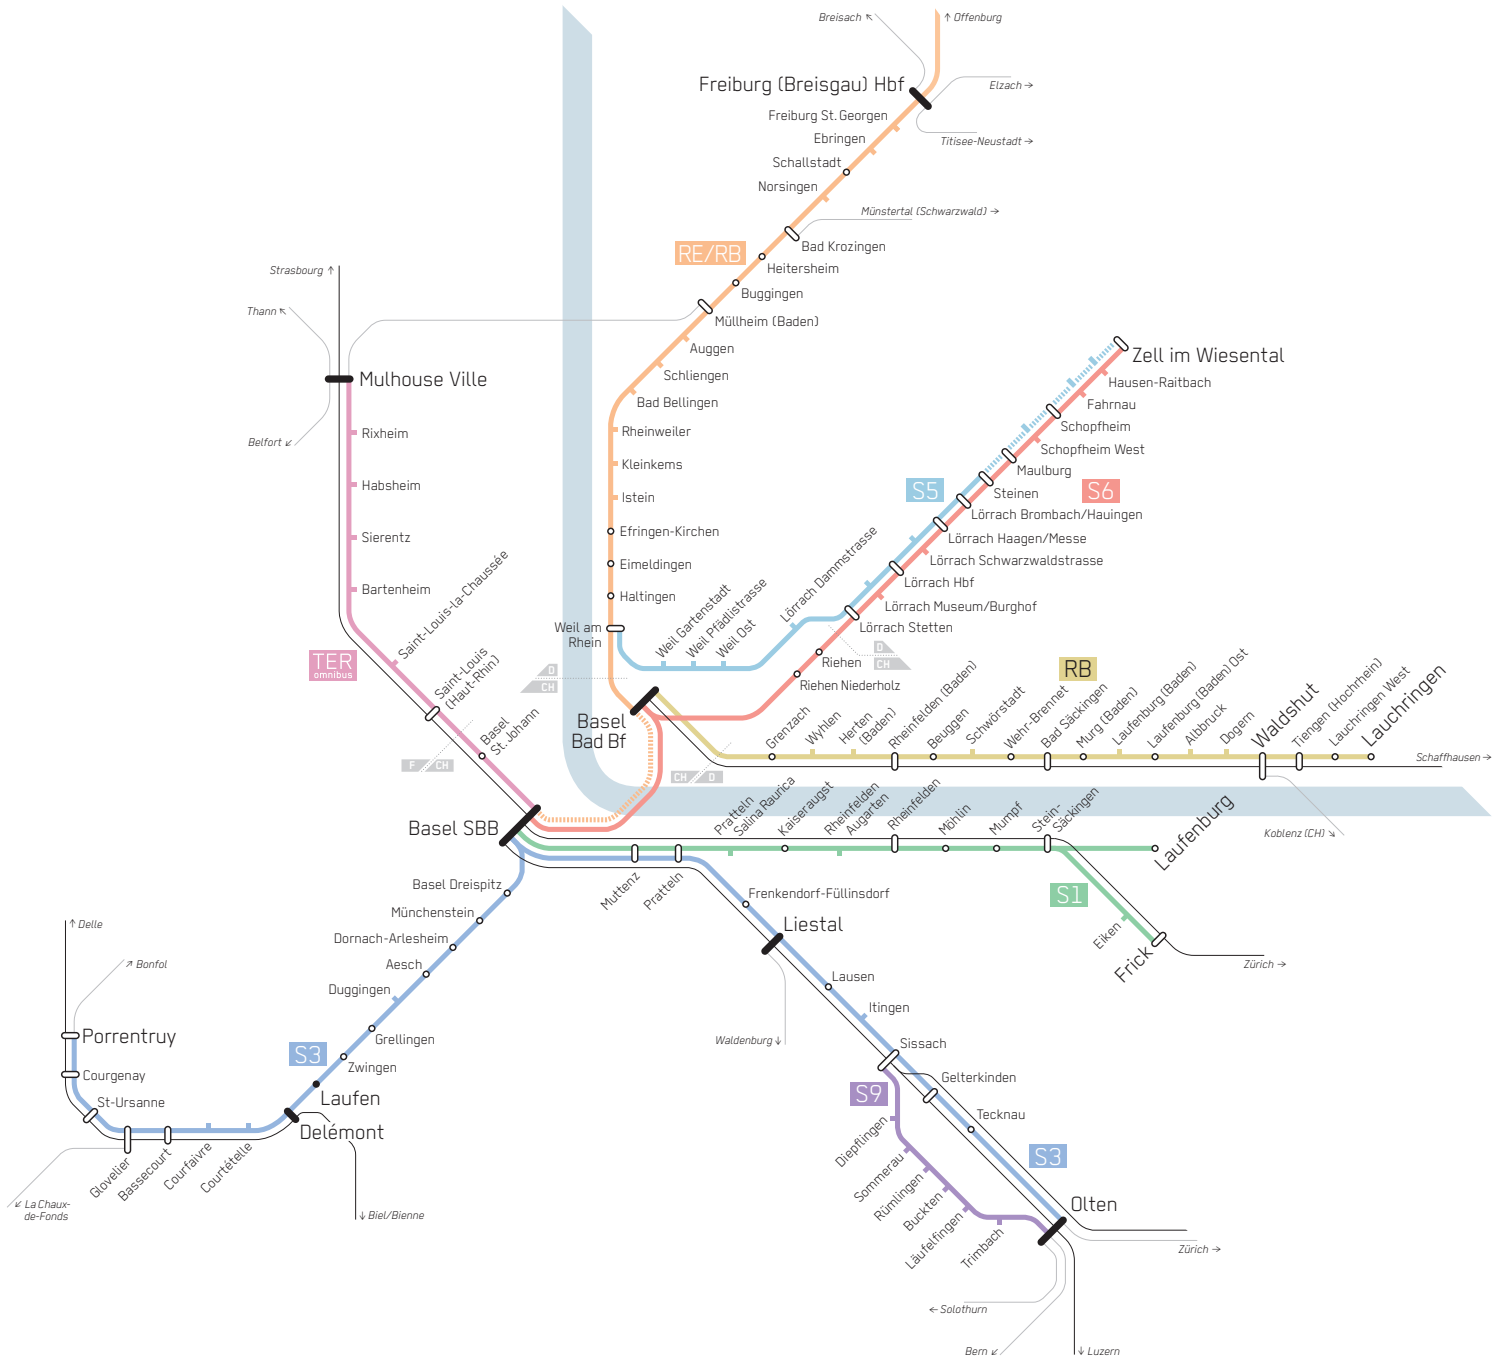 Breisach ↖
↑ Offenburg
Freiburg (Breisgau) Hbf
Elzach →
Freiburg St. Georgen
Ebringen
Titisee-Neustadt →
Schallstadt
Norsingen
Münstertal (Schwarzwald) →
Bad Krozingen
RE/RB
Heitersheim
Buggingen
Müllheim (Baden)
Auggen
Schliengen
Bad Bellingen
Rheinweiler
Kleinkems
Istein
Efringen-Kirchen
Eimeldingen
Haltingen
Weil am
Rhein
Strasbourg ↑
Thann ↖
Mulhouse Ville
Belfort ↙
Rixheim
Habsheim
Sierentz
Bartenheim
Saint-Louis-la-Chaussée
TER
omnibus
Saint-Louis
(Haut-Rhin)
Basel
St. Johann
F
CH
Zell im Wiesental
Hausen-Raitbach
Fahrnau
Schopfheim
Schopfheim West
Maulburg
Steinen
S5
S6
Lörrach Brombach/Hauingen
Lörrach Haagen/Messe
Lörrach Schwarzwaldstrasse
Lörrach Hbf
Lörrach Museum/Burghof
Lörrach Stetten
Lörrach Dammstrasse
Weil Gartenstadt
Weil Pfädlistrasse
Weil Ost
D
CH
D
CH
Riehen
Riehen Niederholz
Basel
Bad Bf
RB
Grenzach
Wyhlen
Herten
(Baden)
Rheinfelden (Baden)
Beuggen
Schwörstadt
Wehr-Brennet
Bad Säckingen
Murg (Baden)
Laufenburg (Baden)
Laufenburg (Baden) Ost
Albbruck
Dogern
Waldshut
Tiengen (Hochrhein)
Lauchringen West
Lauchringen
Schaffhausen →
CH
D
Koblenz (CH) ↘
Basel SBB
Muttenz
Pratteln
Pratteln
Salina Raurica
Kaiseraugst
Rheinfelden
Augarten
Rheinfelden
Möhlin
Mumpf
Stein-
Säckingen
Laufenburg
S1
Eiken
Frick
Zürich →
Basel Dreispitz
Münchenstein
Dornach-Arlesheim
Aesch
Duggingen
Grellingen
Zwingen
S3
Laufen
Delémont
↓ Biel/Bienne
Courtételle
Courfaivre
Bassecourt
Glovelier
↙ La Chaux-
de-Fonds
St-Ursanne
Courgenay
Porrentruy
↗ Bonfol
↑ Delle
Frenkendorf-Füllinsdorf
Liestal
Waldenburg ↓
Lausen
Itingen
Sissach
Gelterkinden
Tecknau
S9
S3
Diepflingen
Sommerau
Rümlingen
Buckten
Läufelfingen
Trimbach
Olten
Zürich →
← Solothurn
Bern ↙
↓ Luzern